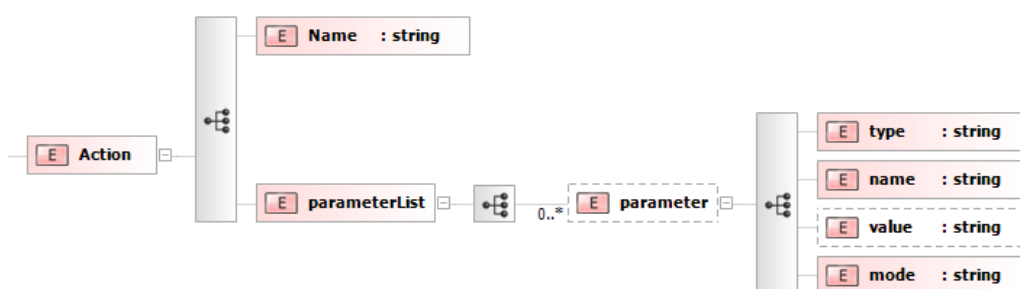 E Name : string
E Action
E parameterList
0..*
E parameter
E type : string
E name : string
E value : string
E mode : string